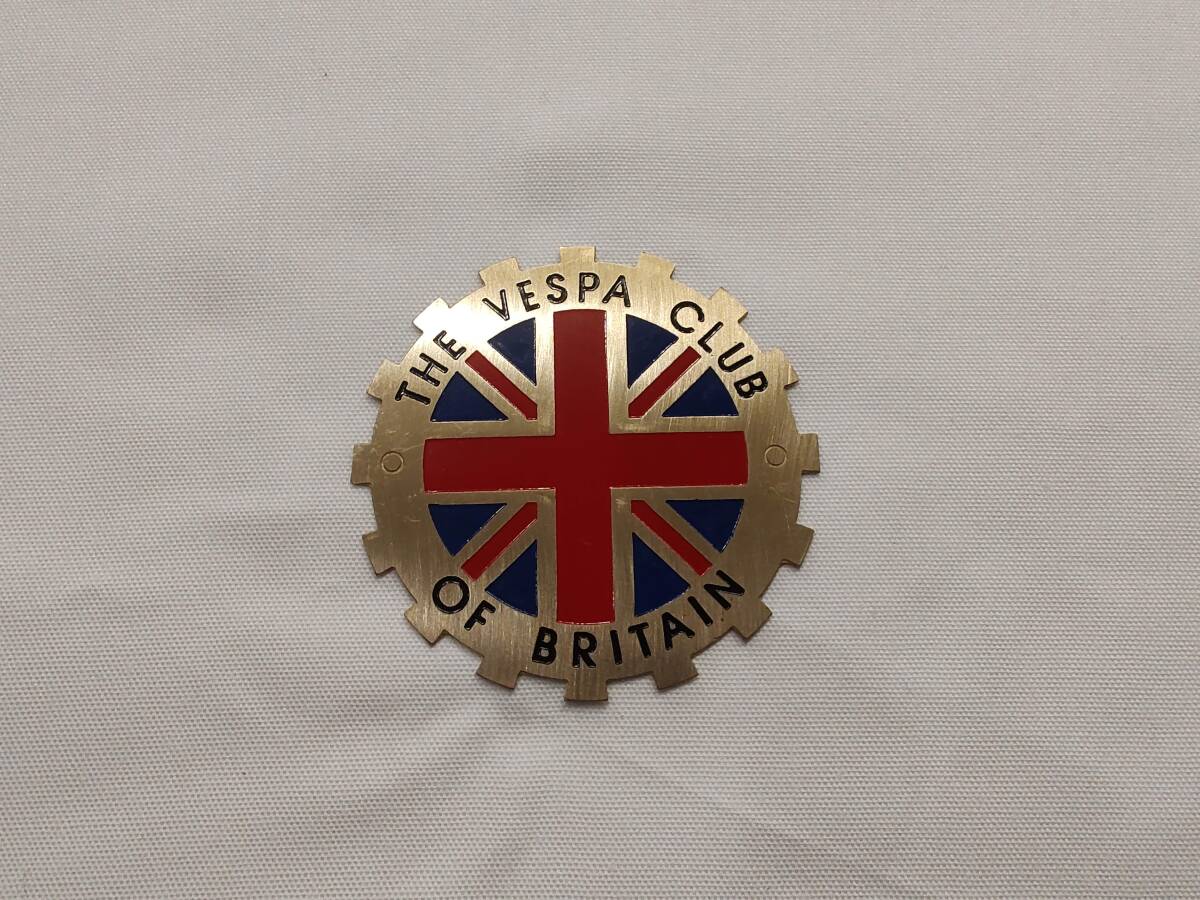 THE VESPA CLUB
OF BRITAIN